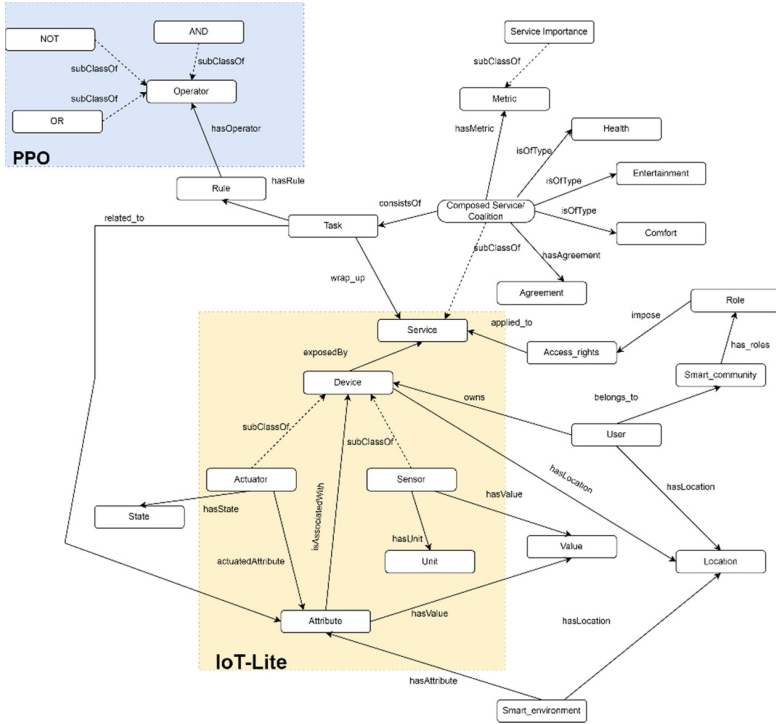 NOT
AND
Service Importance
subClassOf
subClassOf
subClassOf
Operator
Metric
subClassOf
OR
hasOperator
hasMetric
Health
PPO
isOfType
Entertainment
isOfType
Rule
hasRule
consistsOf
Composed Service/
Coalition
isOfType
related_to
Task
Comfort
subClassOf
hasAgreement
wrap_up
Agreement
Role
impose
Service
applied_to
has_roles
exposedBy
Access_rights
Smart_community
Device
owns
belongs_to
subClassOf
User
subClassOf
hasLocation
Actuator
Sensor
hasLocation
hasValue
hasState
State
isAssociatedWith
hasUnit
Value
actuatedAttribute
Unit
Location
Attribute
hasValue
hasLocation
IoT-Lite
hasAttribute
Smart_environment